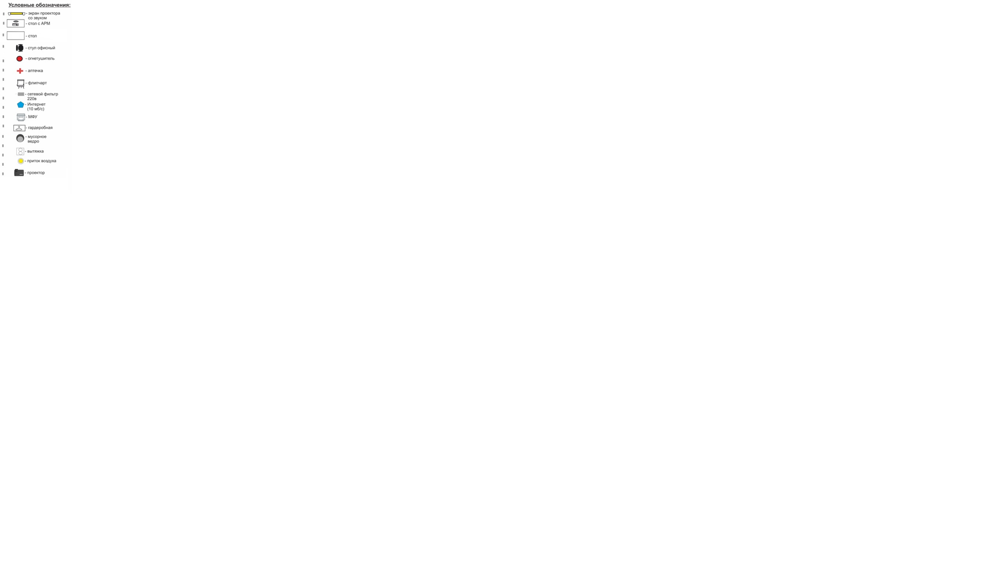 Условные обозначения:
- экран проектора
со звуком
- стол с АРМ
- стол
- стул офисный
- огнетушитель
- аптечка
- флипчарт
- сетевой фильтр
220в
- Интернет
(10 мб/с)
- МФУ
- гардеробная
- мусорное
ведро
- вытяжка
- приток воздуха
- проектор